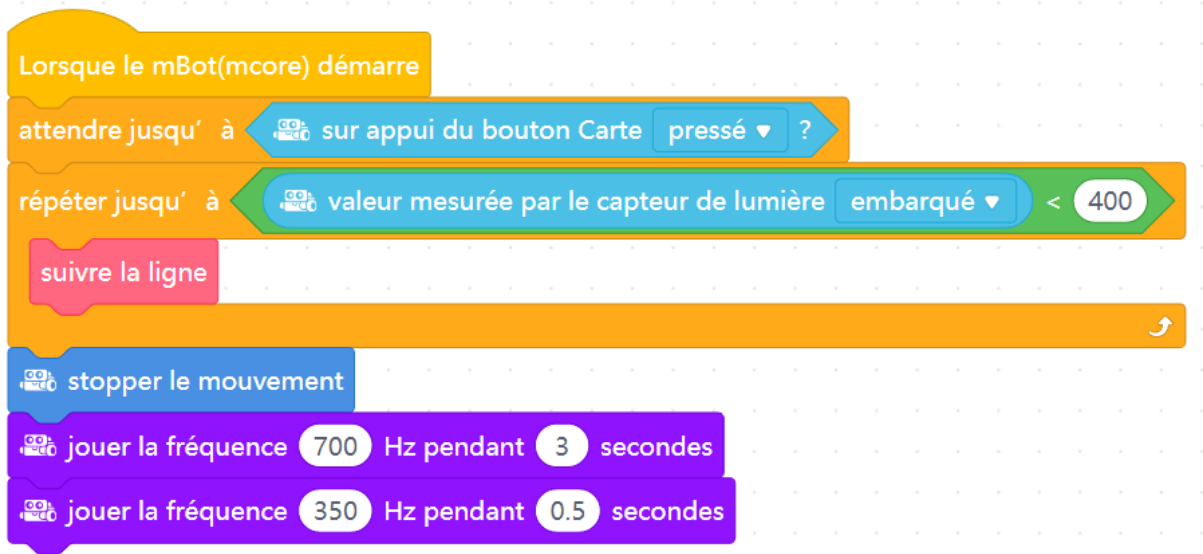 Lorsque le mBot(mcore) démarre
attendre jusqu’ à sur appui du bouton Carte pressé ?
répéter jusqu’ à valeur mesurée par le capteur de lumière embarqué < 400
suivre la ligne
stopper le mouvement
jouer la fréquence 700 Hz pendant 3 secondes
jouer la fréquence 350 Hz pendant 0.5 secondes